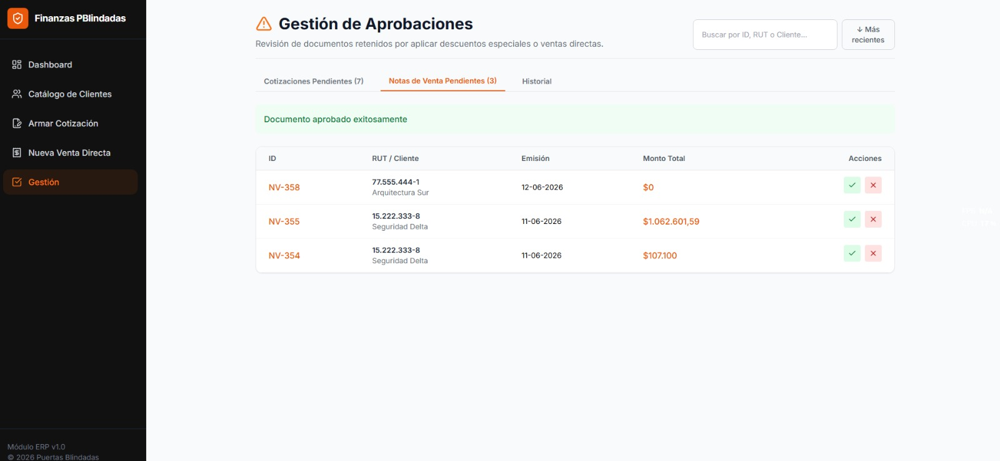 Finanzas PBlindadas
Dashboard
Catálogo de Clientes
Armar Cotización
Nueva Venta Directa
Gestión
Módulo ERP v1.0
© 2026 Puertas Blindadas
Gestión de Aprobaciones
Revisión de documentos retenidos por aplicar descuentos especiales o ventas directas.
Buscar por ID, RUT o Cliente...
↓ Más
recientes
Cotizaciones Pendientes (7) Notas de Venta Pendientes (3) Historial
Documento aprobado exitosamente
ID RUT / Cliente Emisión Monto Total Acciones
NV-358 77.555.444-1 12-06-2026 $0
Arquitectura Sur
NV-355 15.222.333-8 11-06-2026 $1.062.601,59
Seguridad Delta
NV-354 15.222.333-8 11-06-2026 $107.100
Seguridad Delta